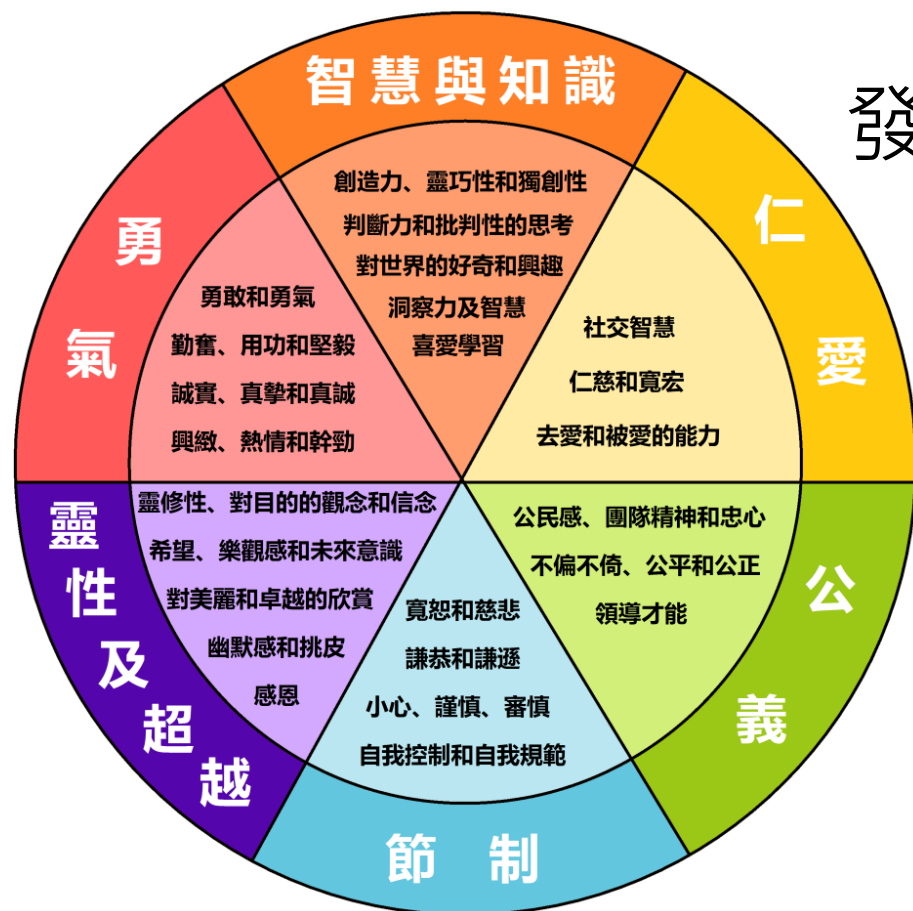 智慧與知識
創造力、靈巧性和獨創性
判斷力和批判性的思考
對世界的好奇和興趣
洞察力及智慧
喜愛學習
仁愛
社交智慧
仁慈和寬宏
去愛和被愛的能力
公義
公民感、團隊精神和忠心
不偏不倚、公平和公正
領導才能
節制
寬恕和慈悲
謙恭和謙遜
小心、謹慎、審慎
自我控制和自我規範
靈性及超越
靈修性、對目的的觀念和信念
希望、樂觀感和未來意識
對美麗和卓越的欣賞
幽默感和挑皮
感恩
勇氣
勇敢和勇氣
勤奮、用功和堅毅
誠實、真摯和真誠
興緻、熱情和幹勁
發